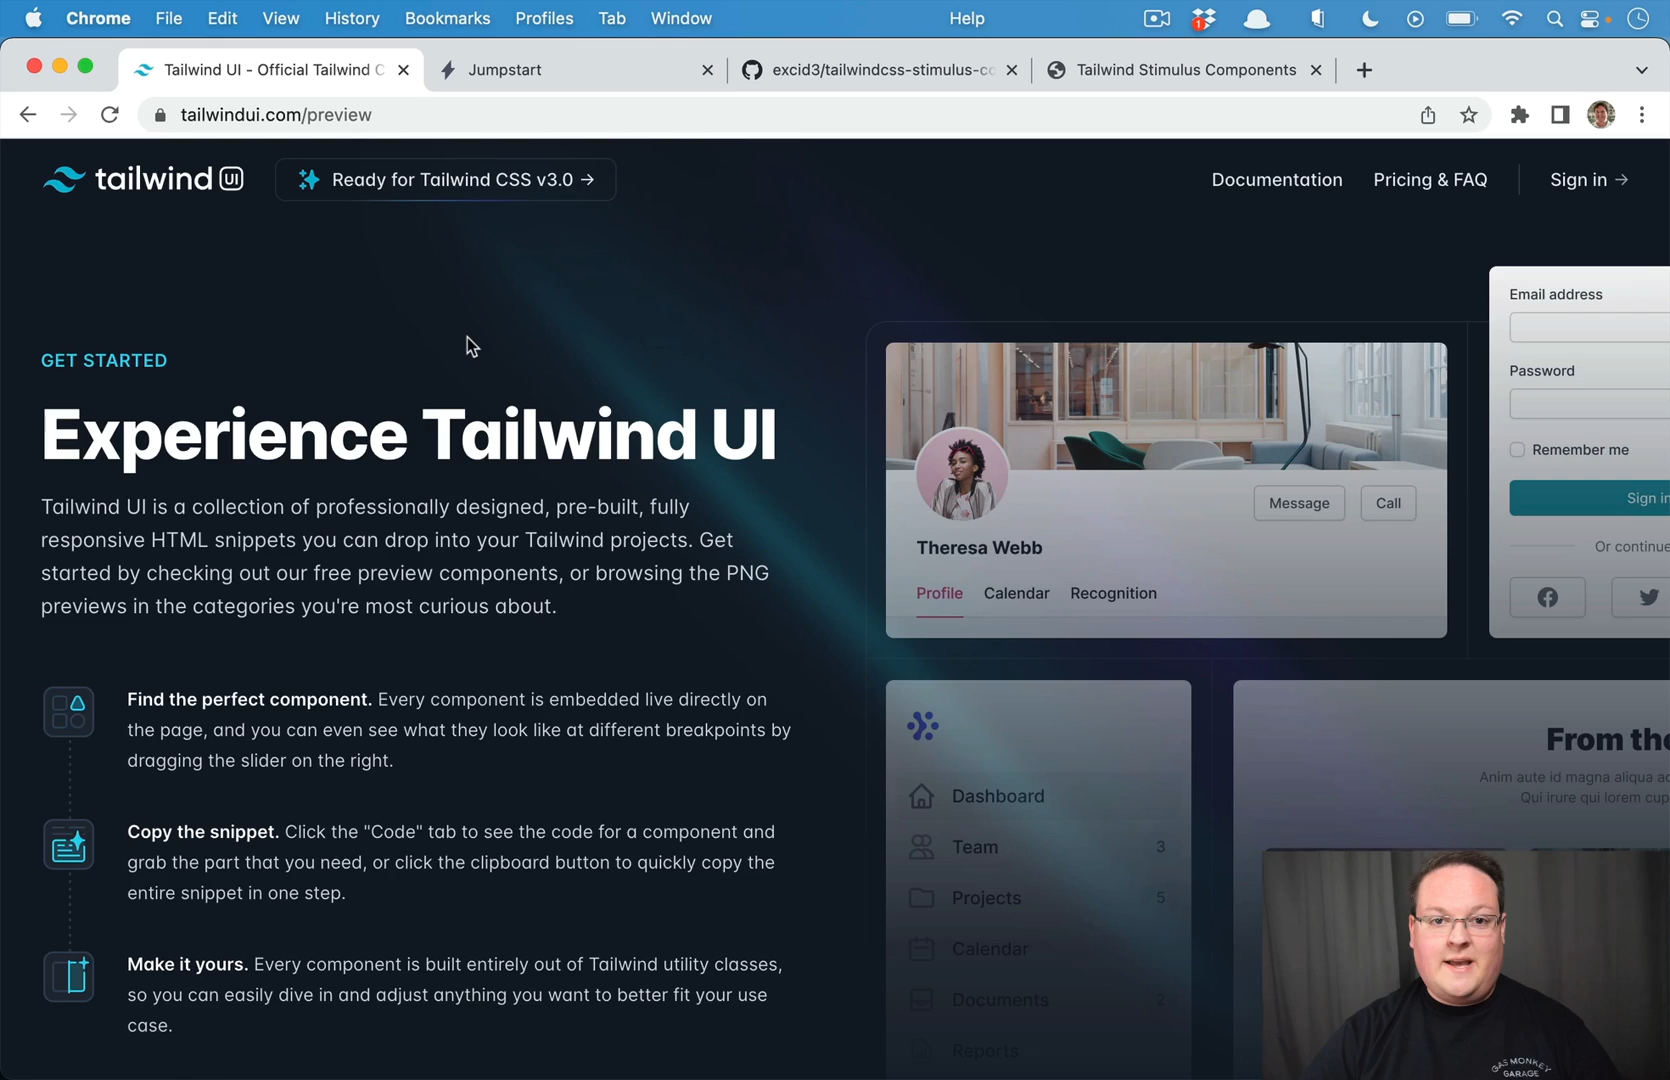 Chrome File Edit View History Bookmarks Profiles Tab Window Help
1
Tailwind UI - Official Tailwind C
Jumpstart
excid3/tailwindcss-stimulus-co
Tailwind Stimulus Components
tailwindui.com/preview
tailwind UI
Ready for Tailwind CSS v3.0 →
Documentation
Pricing & FAQ
Sign in →
GET STARTED
Experience Tailwind UI
Tailwind UI is a collection of professionally designed, pre-built, fully
responsive HTML snippets you can drop into your Tailwind projects. Get
started by checking out our free preview components, or browsing the PNG
previews in the categories you're most curious about.
Find the perfect component. Every component is embedded live directly on
the page, and you can even see what they look like at different breakpoints by
dragging the slider on the right.
Copy the snippet. Click the "Code" tab to see the code for a component and
grab the part that you need, or click the clipboard button to quickly copy the
entire snippet in one step.
Make it yours. Every component is built entirely out of Tailwind utility classes,
so you can easily dive in and adjust anything you want to better fit your use
case.
Message
Call
Theresa Webb
Profile
Calendar
Recognition
Email address
Password
Remember me
Sign in
Or continue
Dashboard
Team 3
Projects 5
Calendar
Documents 2
Reports
From the
Anim aute id magna aliqua ad
Qui irure qui lorem cup
GAS MONKEY
GARAGE